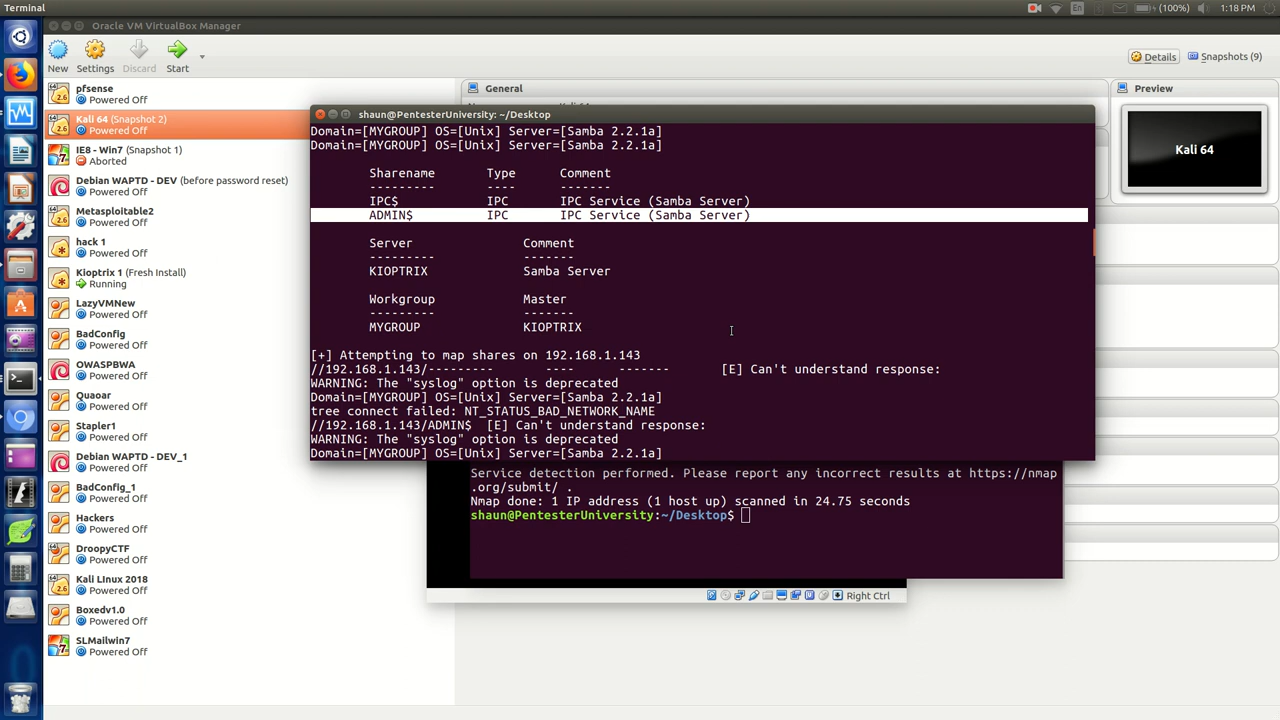 Terminal
En
(100%)
1:18 PM
Oracle VM VirtualBox Manager
New
Settings
Discard
Start
Details
Snapshots (9)
pfsense
Powered Off
Kali 64 (Snapshot 2)
Powered Off
IE8 - Win7 (Snapshot 1)
Aborted
Debian WAPTD - DEV (before password reset)
Powered Off
Metasploitable2
Powered Off
hack 1
Powered Off
Kioptrix 1 (Fresh Install)
Running
LazyVMNew
Powered Off
BadConfig
Powered Off
OWASPBWA
Powered Off
Quaoar
Powered Off
Stapler1
Powered Off
Debian WAPTD - DEV_1
Powered Off
BadConfig_1
Powered Off
Hackers
Powered Off
DroopyCTF
Powered Off
Kali LInux 2018
Powered Off
Boxedv1.0
Powered Off
SLMailwin7
Powered Off
General
Preview
Kali 64
shaun@PentesterUniversity: ~/Desktop
Domain=[MYGROUP] OS=[Unix] Server=[Samba 2.2.1a]
Domain=[MYGROUP] OS=[Unix] Server=[Samba 2.2.1a]
Sharename Type Comment
--------- ---- -------
IPC$ IPC IPC Service (Samba Server)
ADMIN$ IPC IPC Service (Samba Server)
Server Comment
--------- -------
KIOPTRIX Samba Server
Workgroup Master
--------- -------
MYGROUP KIOPTRIX
[+] Attempting to map shares on 192.168.1.143
//192.168.1.143/--------- ---- ------- [E] Can't understand response:
WARNING: The "syslog" option is deprecated
Domain=[MYGROUP] OS=[Unix] Server=[Samba 2.2.1a]
tree connect failed: NT_STATUS_BAD_NETWORK_NAME
//192.168.1.143/ADMIN$ [E] Can't understand response:
WARNING: The "syslog" option is deprecated
Domain=[MYGROUP] OS=[Unix] Server=[Samba 2.2.1a]
Service detection performed. Please report any incorrect results at https://nmap
.org/submit/ .
Nmap done: 1 IP address (1 host up) scanned in 24.75 seconds
shaun@PentesterUniversity:~/Desktop$
Right Ctrl